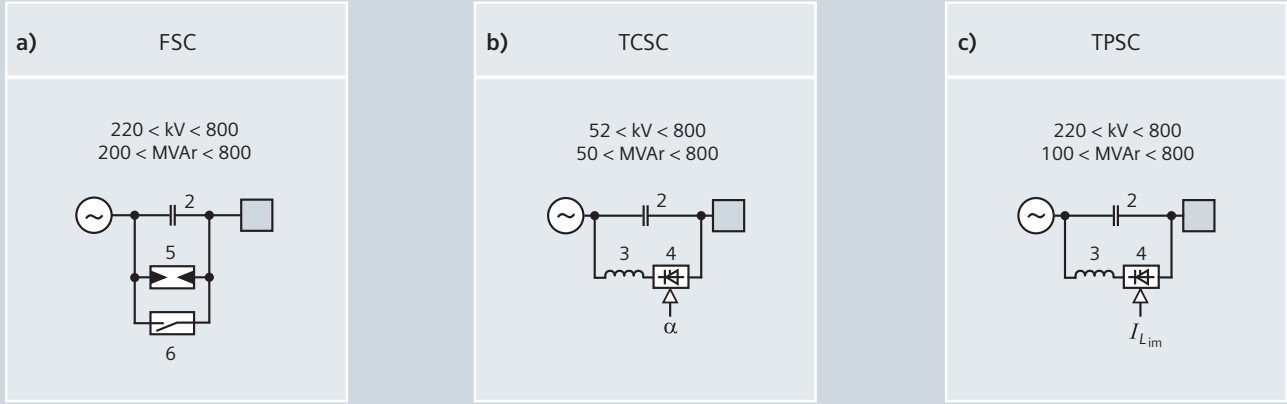 a) FSC
220 < kV < 800
200 < MVAr < 800
2
5
6
b) TCSC
52 < kV < 800
50 < MVAr < 800
2
3 4
α
c) TPSC
220 < kV < 800
100 < MVAr < 800
2
3 4
I_Lim